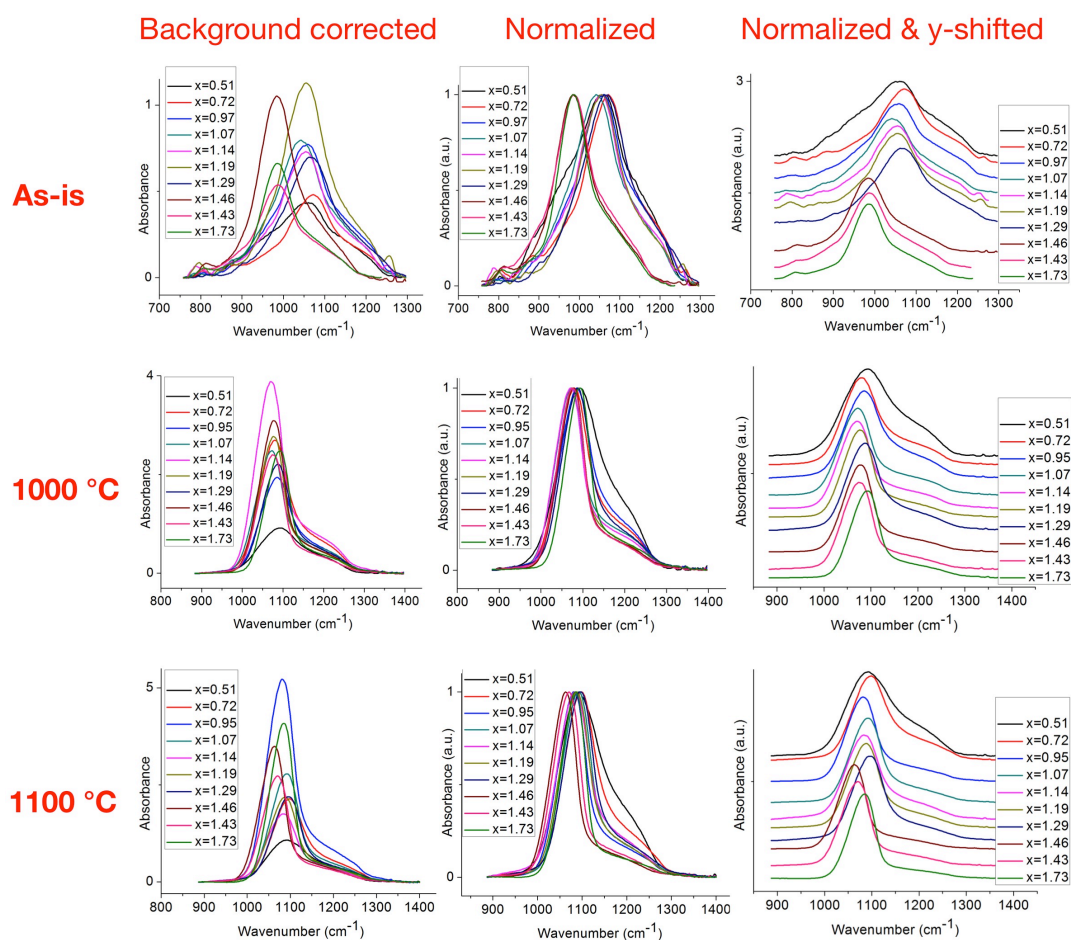 Background corrected
Normalized
Normalized & y-shifted
As-is
Absorbance
1
0
x=0.51
x=0.72
x=0.97
x=1.07
x=1.14
x=1.19
x=1.29
x=1.46
x=1.43
x=1.73
700 800 900 1000 1100 1200 1300
Wavenumber (cm-1)
Absorbance (a.u.)
1
0
x=0.51
x=0.72
x=0.97
x=1.07
x=1.14
x=1.19
x=1.29
x=1.46
x=1.43
x=1.73
700 800 900 1000 1100 1200 1300
Wavenumber (cm-1)
Absorbance (a.u.)
3
x=0.51
x=0.72
x=0.97
x=1.07
x=1.14
x=1.19
x=1.29
x=1.46
x=1.43
x=1.73
700 800 900 1000 1100 1200 1300
Wavenumber (cm-1)
1000 °C
Absorbance
4
0
x=0.51
x=0.72
x=0.95
x=1.07
x=1.14
x=1.19
x=1.29
x=1.46
x=1.43
x=1.73
800 900 1000 1100 1200 1300 1400
Wavenumber (cm-1)
Absorbance (a.u.)
1
0
x=0.51
x=0.72
x=0.95
x=1.07
x=1.14
x=1.19
x=1.29
x=1.46
x=1.43
x=1.73
800 900 1000 1100 1200 1300 1400
Wavenumber (cm-1)
Absorbance (a.u.)
x=0.51
x=0.72
x=0.95
x=1.07
x=1.14
x=1.19
x=1.29
x=1.46
x=1.43
x=1.73
900 1000 1100 1200 1300 1400
Wavenumber (cm-1)
1100 °C
Absorbance
5
0
x=0.51
x=0.72
x=0.95
x=1.07
x=1.14
x=1.19
x=1.29
x=1.46
x=1.43
x=1.73
800 900 1000 1100 1200 1300 1400
Wavenumber (cm-1)
Absorbance (a.u.)
1
0
x=0.51
x=0.72
x=0.95
x=1.07
x=1.14
x=1.19
x=1.29
x=1.46
x=1.43
x=1.73
900 1000 1100 1200 1300 1400
Wavenumber (cm-1)
Absorbance (a.u.)
x=0.51
x=0.72
x=0.95
x=1.07
x=1.14
x=1.19
x=1.29
x=1.46
x=1.43
x=1.73
900 1000 1100 1200 1300 1400
Wavenumber (cm-1)